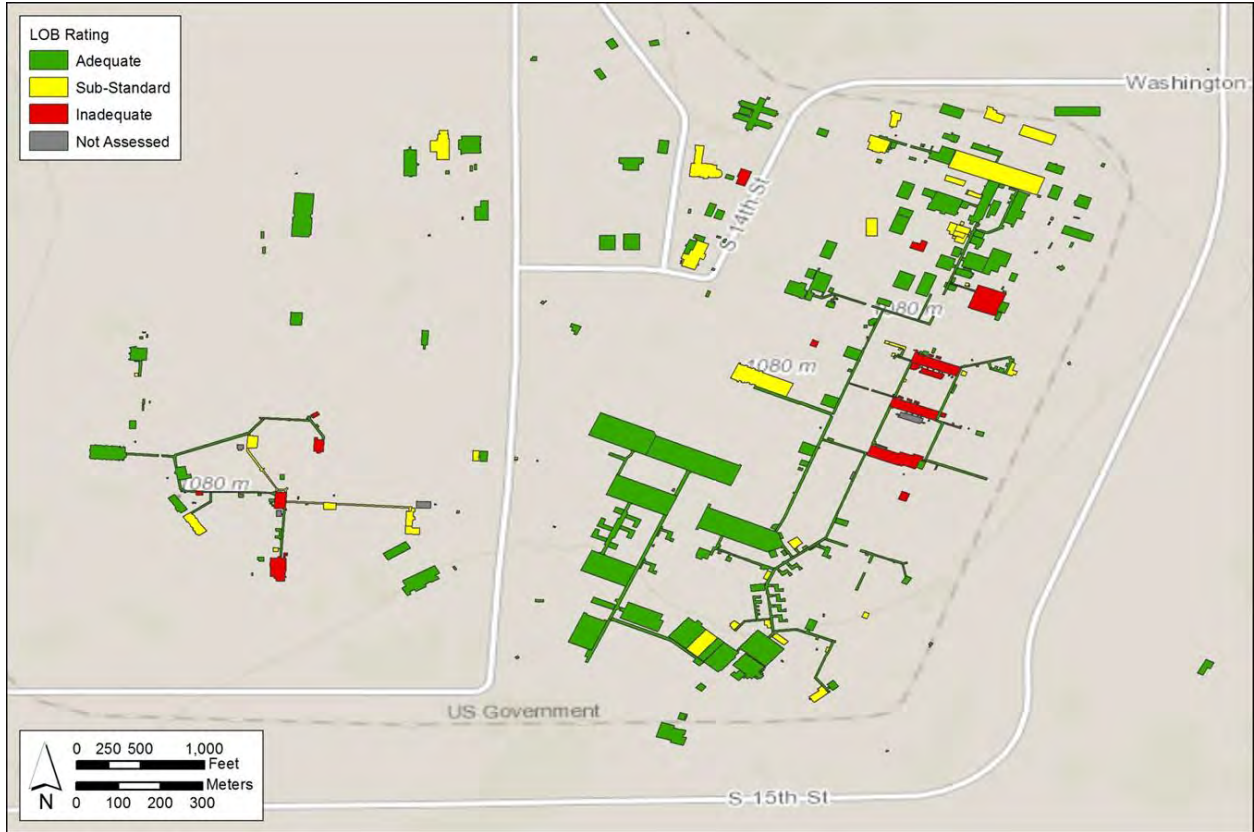 LOB Rating
Adequate
Sub-Standard
Inadequate
Not Assessed
Washington
S 14th St
1080 m
1080 m
1080 m
US Government
S 15th St
0 250 500 1,000
Feet
Meters
0 100 200 300
N